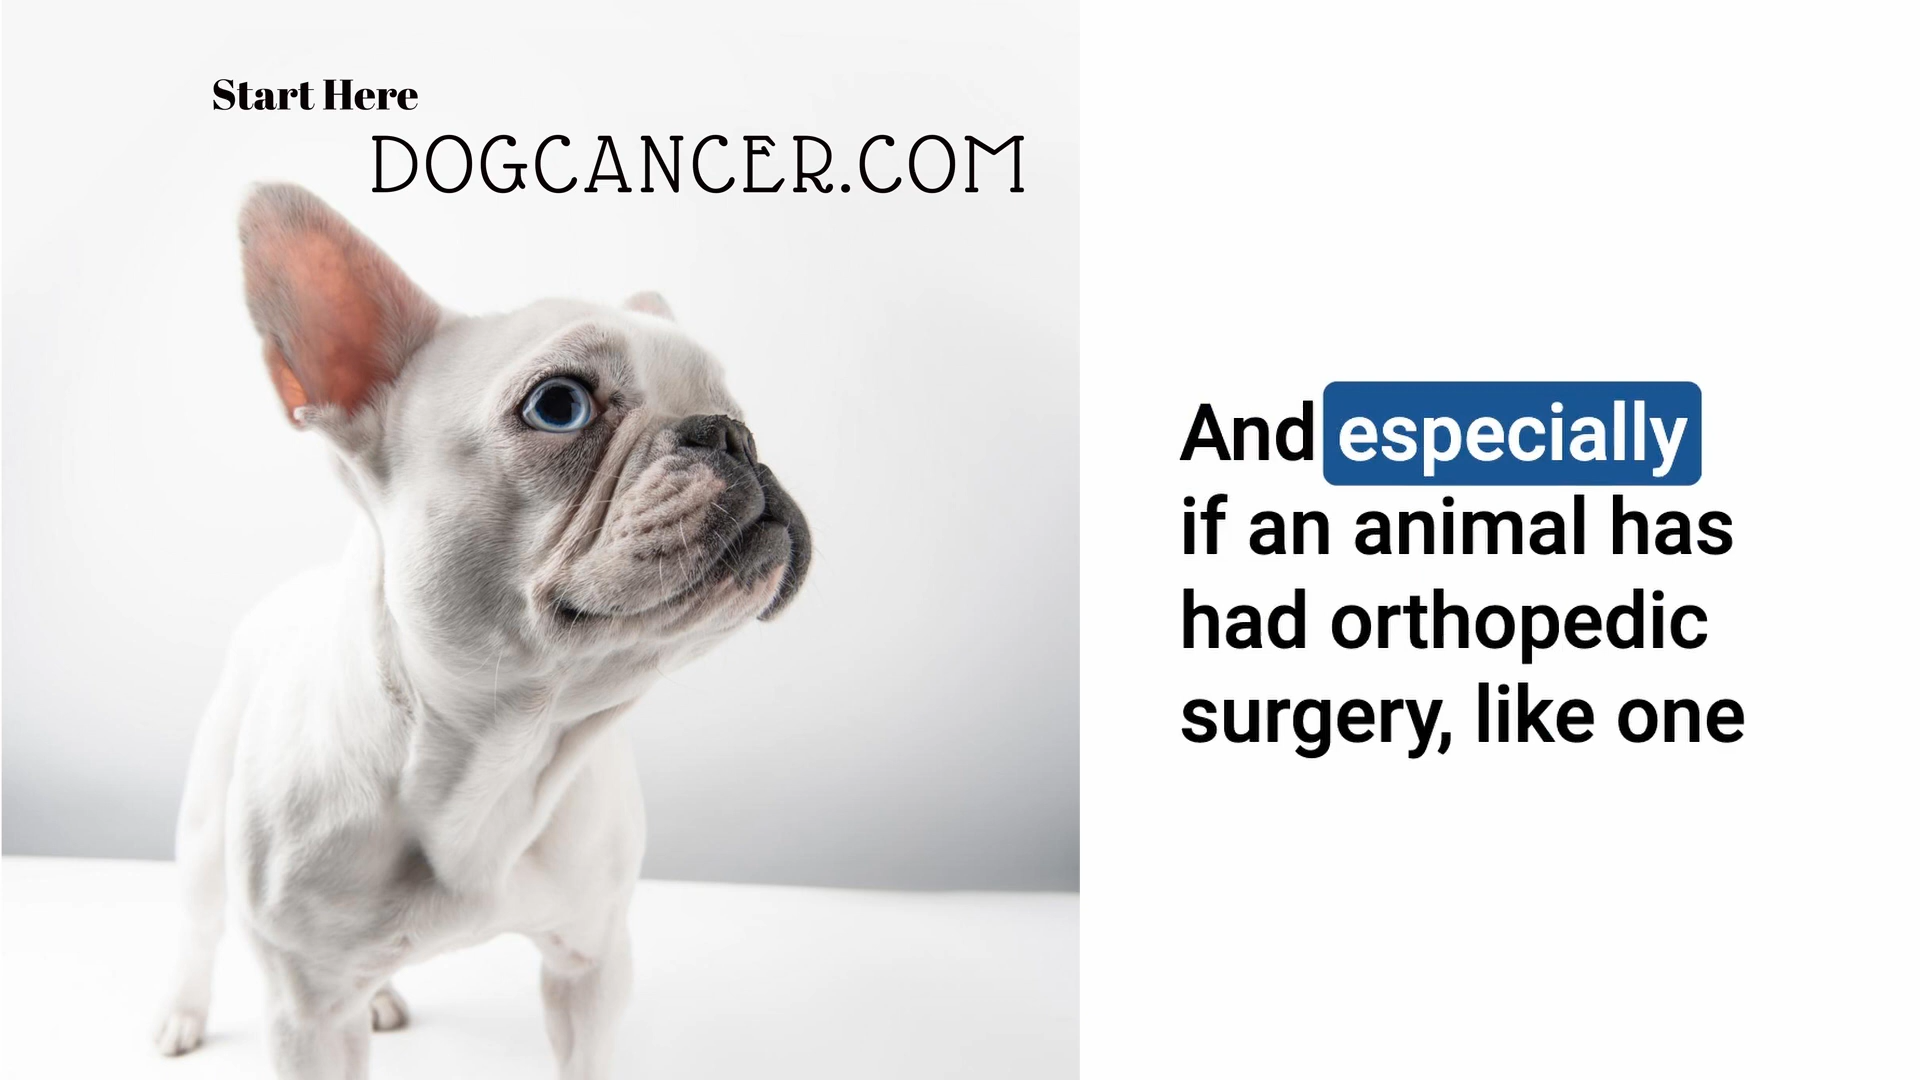 Start Here
DOGCANCER.COM
And especially
if an animal has
had orthopedic
surgery, like one